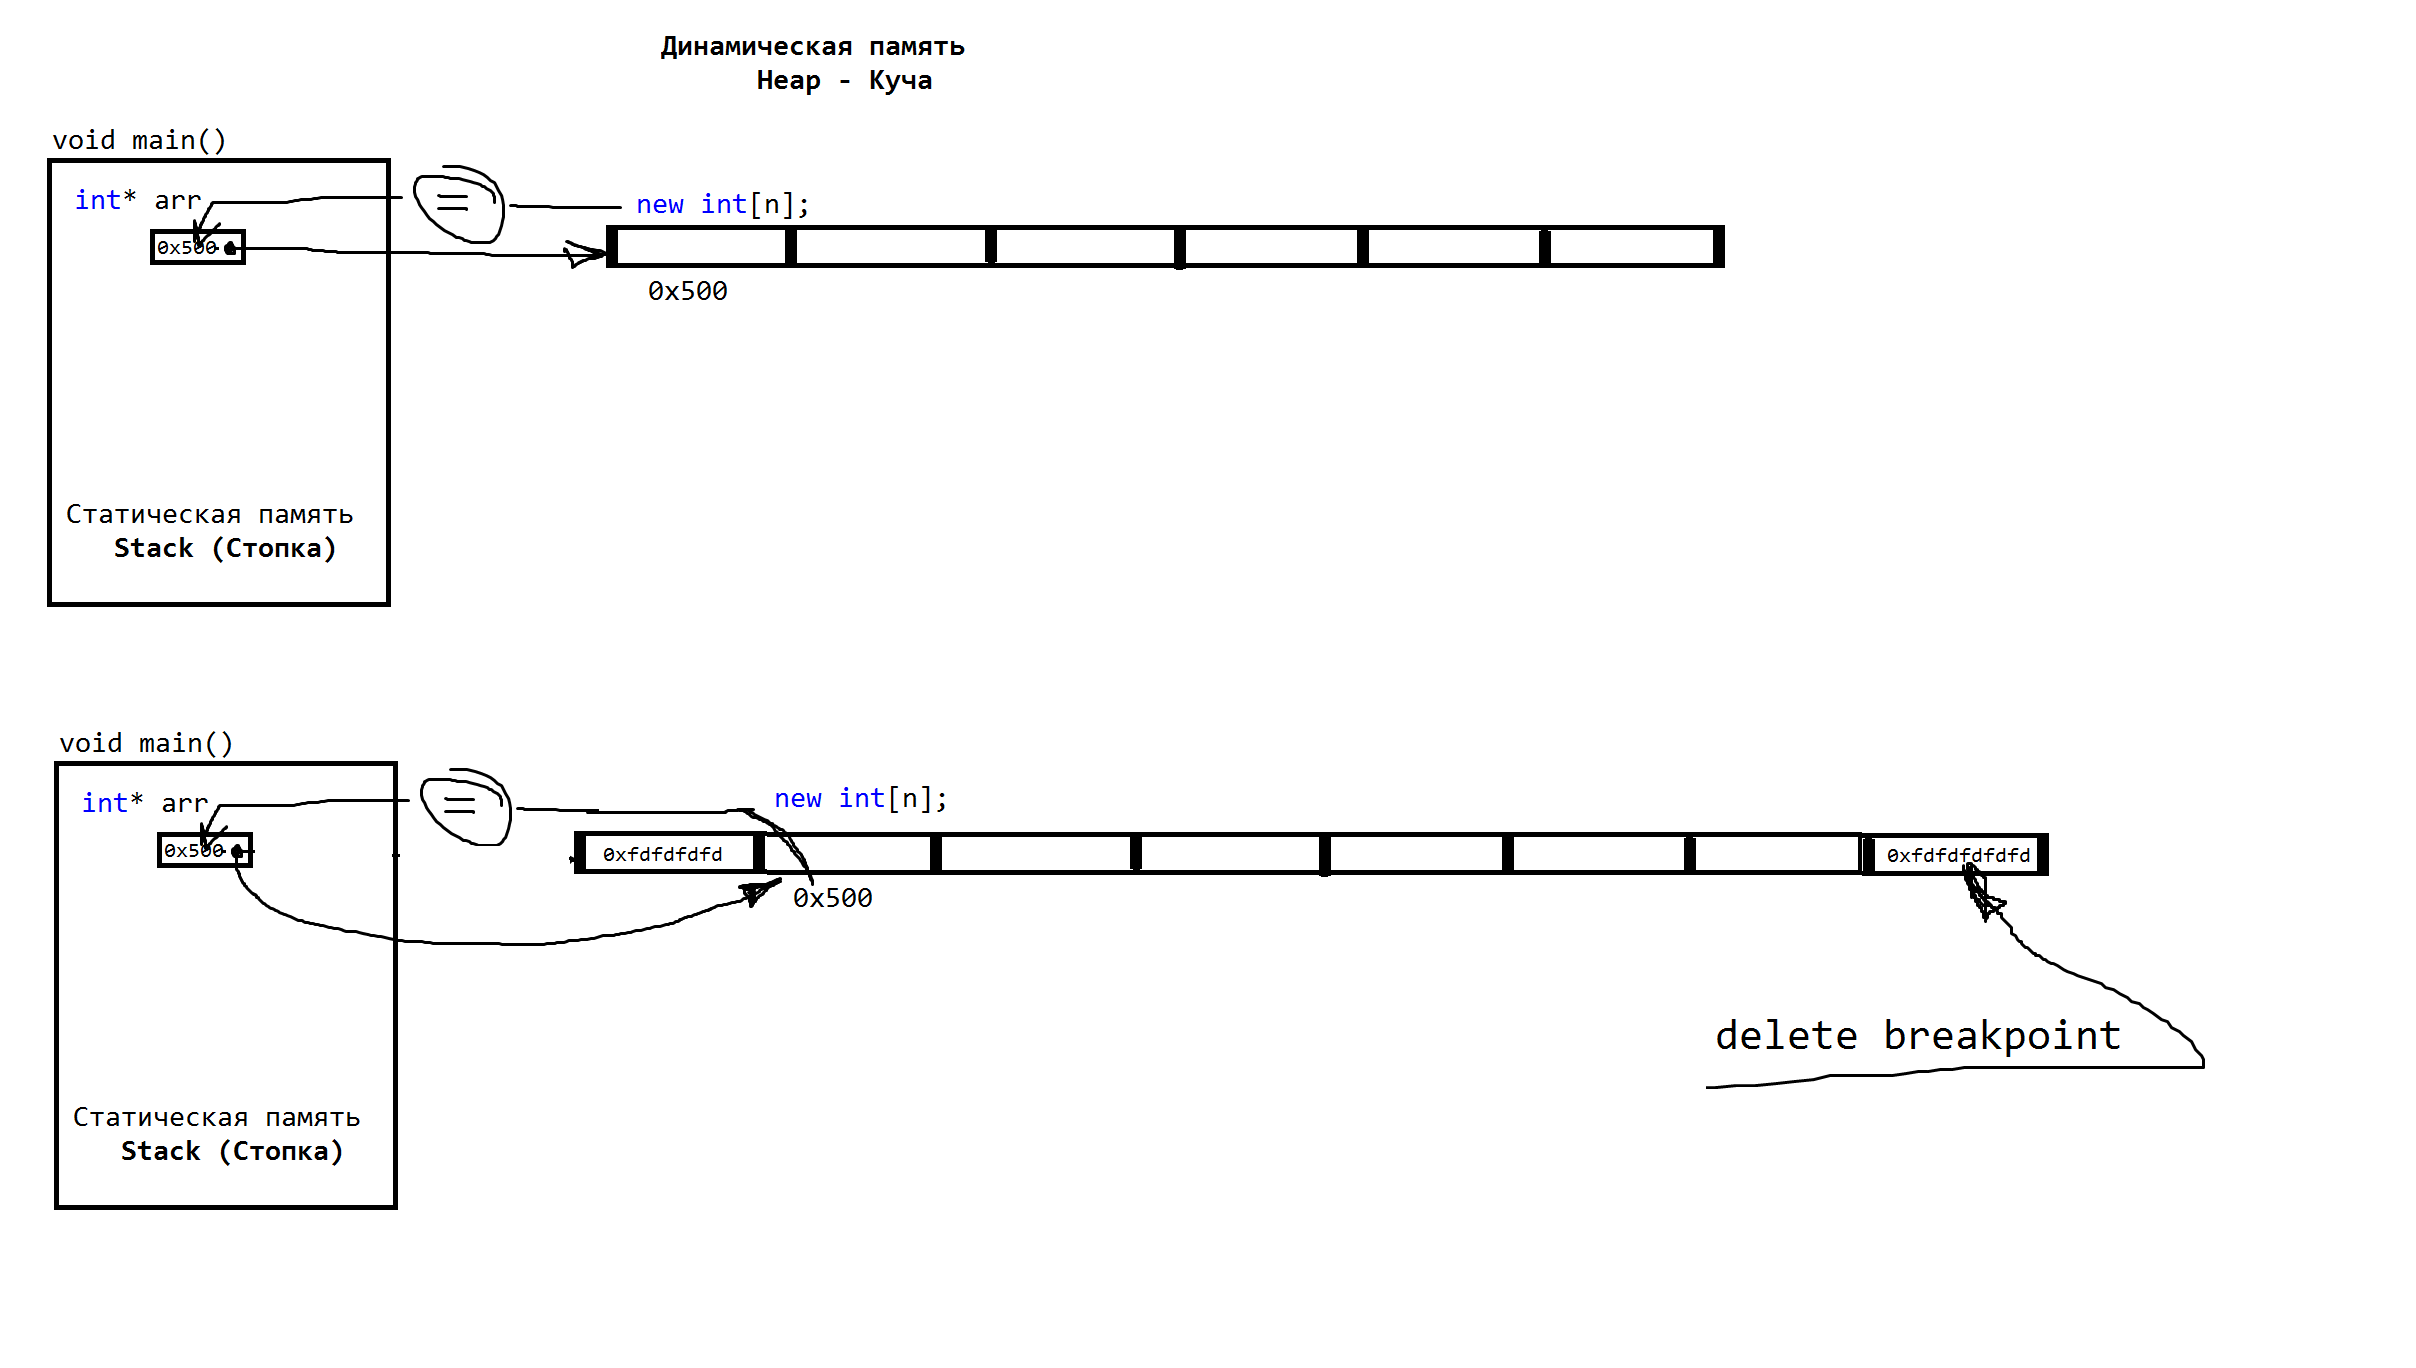 Динамическая память
Heap - Куча
void main()
int* arr
=
new int[n];
0x500
0x500
Статическая память
Stack (Стопка)
void main()
int* arr
=
new int[n];
0x500
0xfdfdfdfd
0xfdfdfdfdfd
0x500
delete breakpoint
Статическая память
Stack (Стопка)